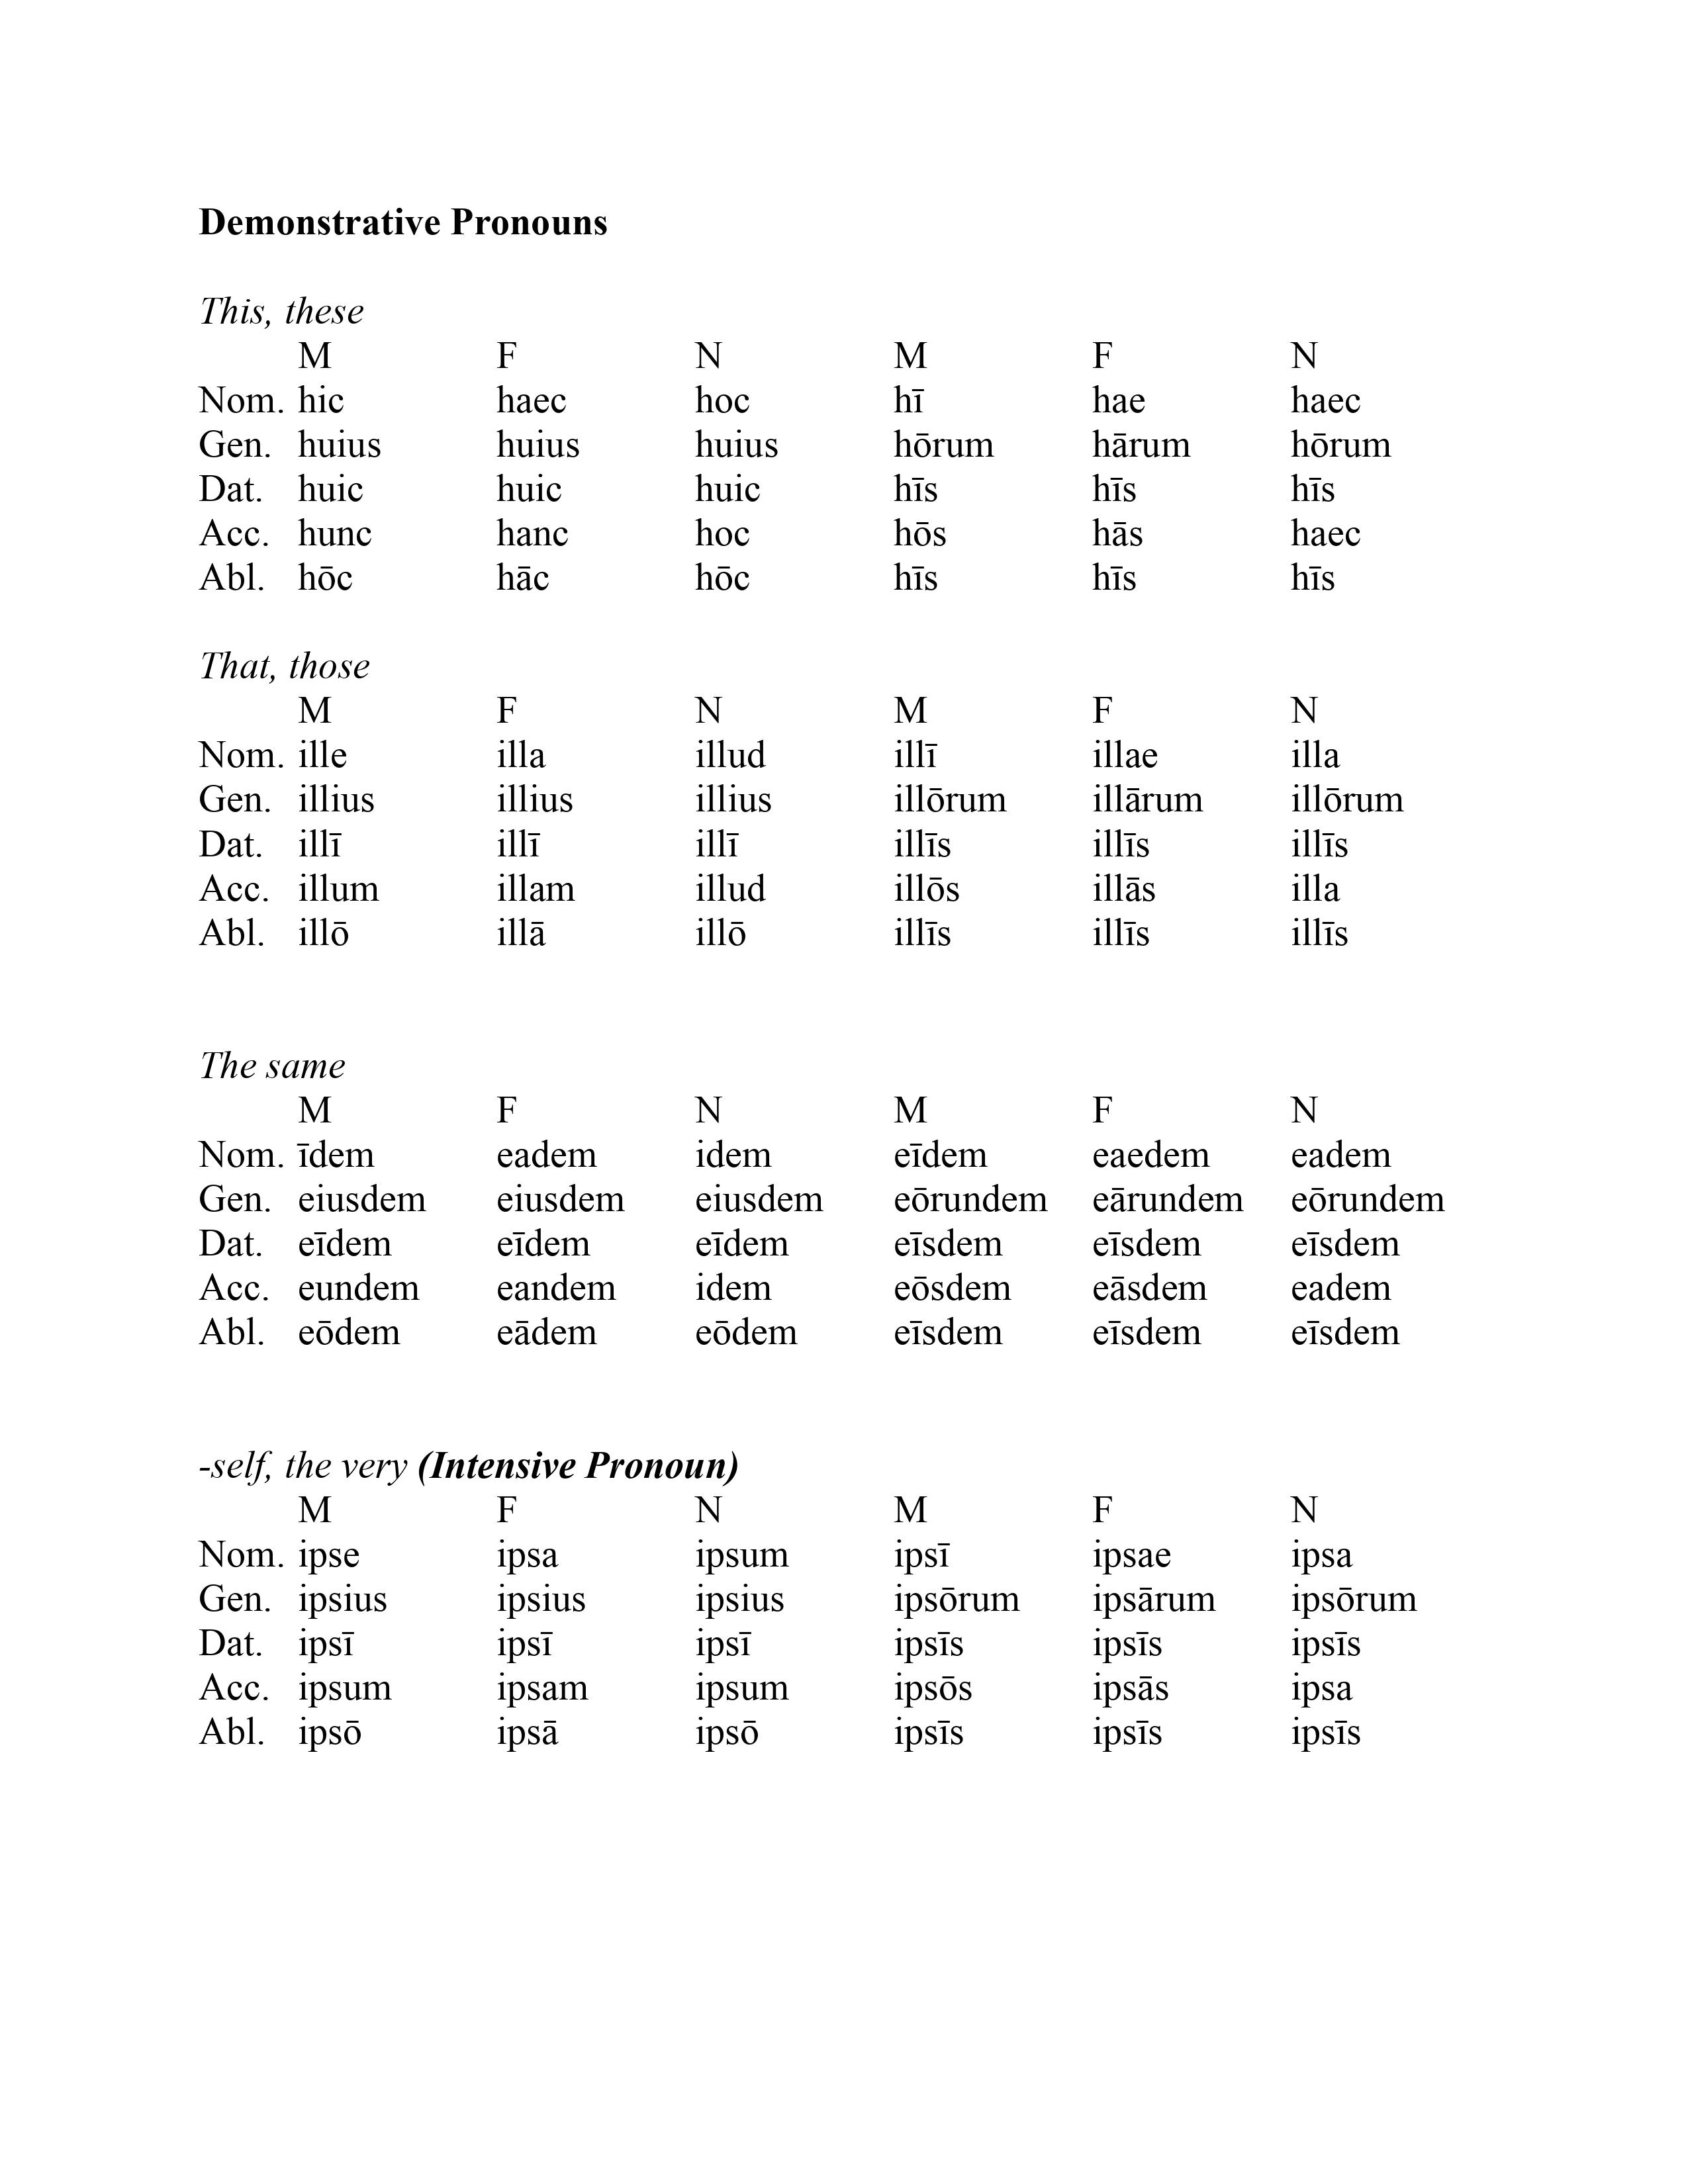 Demonstrative Pronouns
This, these
M F N M F N
Nom. hic haec hoc hī hae haec
Gen. huius huius huius hōrum hārum hōrum
Dat. huic huic huic hīs hīs hīs
Acc. hunc hanc hoc hōs hās haec
Abl. hōc hāc hōc hīs hīs hīs
That, those
M F N M F N
Nom. ille illa illud illī illae illa
Gen. illius illius illius illōrum illārum illōrum
Dat. illī illī illī illīs illīs illīs
Acc. illum illam illud illōs illās illa
Abl. illō illā illō illīs illīs illīs
The same
M F N M F N
Nom. īdem eadem idem eīdem eaedem eadem
Gen. eiusdem eiusdem eiusdem eōrundem eārundem eōrundem
Dat. eīdem eīdem eīdem eīsdem eīsdem eīsdem
Acc. eundem eandem idem eōsdem eāsdem eadem
Abl. eōdem eādem eōdem eīsdem eīsdem eīsdem
-self, the very (Intensive Pronoun)
M F N M F N
Nom. ipse ipsa ipsum ipsī ipsae ipsa
Gen. ipsius ipsius ipsius ipsōrum ipsārum ipsōrum
Dat. ipsī ipsī ipsī ipsīs ipsīs ipsīs
Acc. ipsum ipsam ipsum ipsōs ipsās ipsa
Abl. ipsō ipsā ipsō ipsīs ipsīs ipsīs